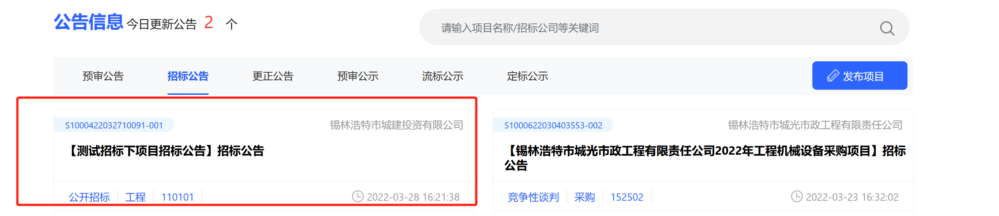 公告信息 今日更新公告 2 个
请输入项目名称/招标公司等关键词
预审公告 招标公告 更正公告 预审公示 流标公示 定标公示 发布项目
S1000422032710091-001 锡林浩特市城建投资有限公司
【测试招标下项目招标公告】招标公告
公开招标 工程 110101 2022-03-28 16:21:38
S1000622030403553-002 锡林浩特市城光市政工程有限责任公司
【锡林浩特市城光市政工程有限责任公司2022年工程机械设备采购项目】招标
公告
竞争性谈判 采购 152502 2022-03-23 16:32:02